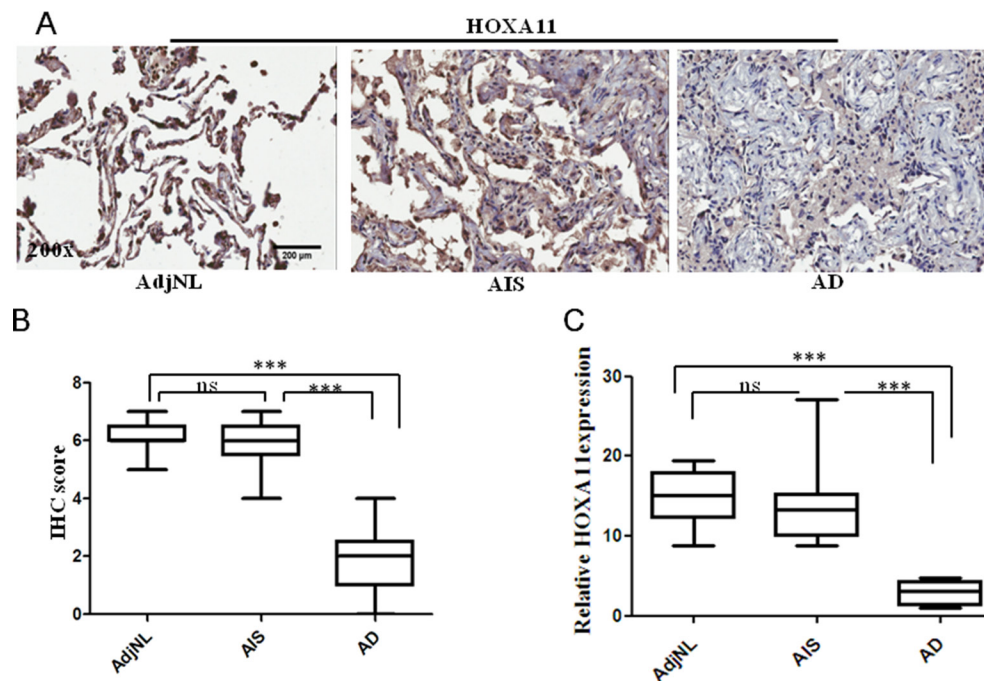 A
HOXA11
200x
200 μm
AdjNL
AIS
AD
B
***
ns
***
8
6
4
2
0
IHC score
AdjNL
AIS
AD
C
***
ns
***
30
20
10
0
Relative HOXA11expression
AdjNL
AIS
AD